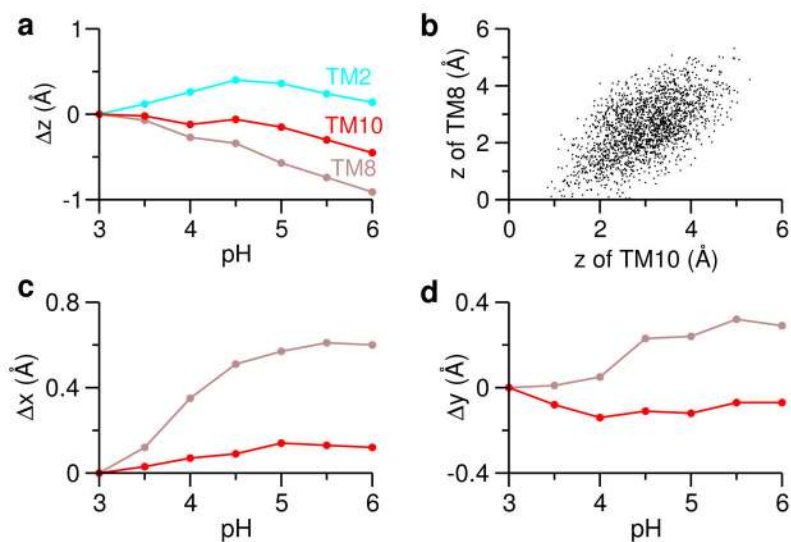 a
1
0
-1
Δz (Å)
TM2
TM10
TM8
3 4 5 6
pH
b
6
4
2
0
z of TM8 (Å)
0 2 4 6
z of TM10 (Å)
c
0.8
0.4
0
Δx (Å)
3 4 5 6
pH
d
0.4
0
-0.4
Δy (Å)
3 4 5 6
pH